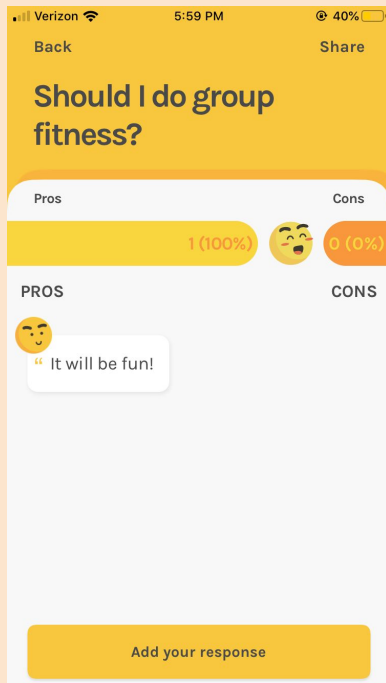 Verizon 5:59 PM 40%
Back Share
Should I do group
fitness?
Pros Cons
1 (100%) 0 (0%)
PROS CONS
“ It will be fun!
Add your response